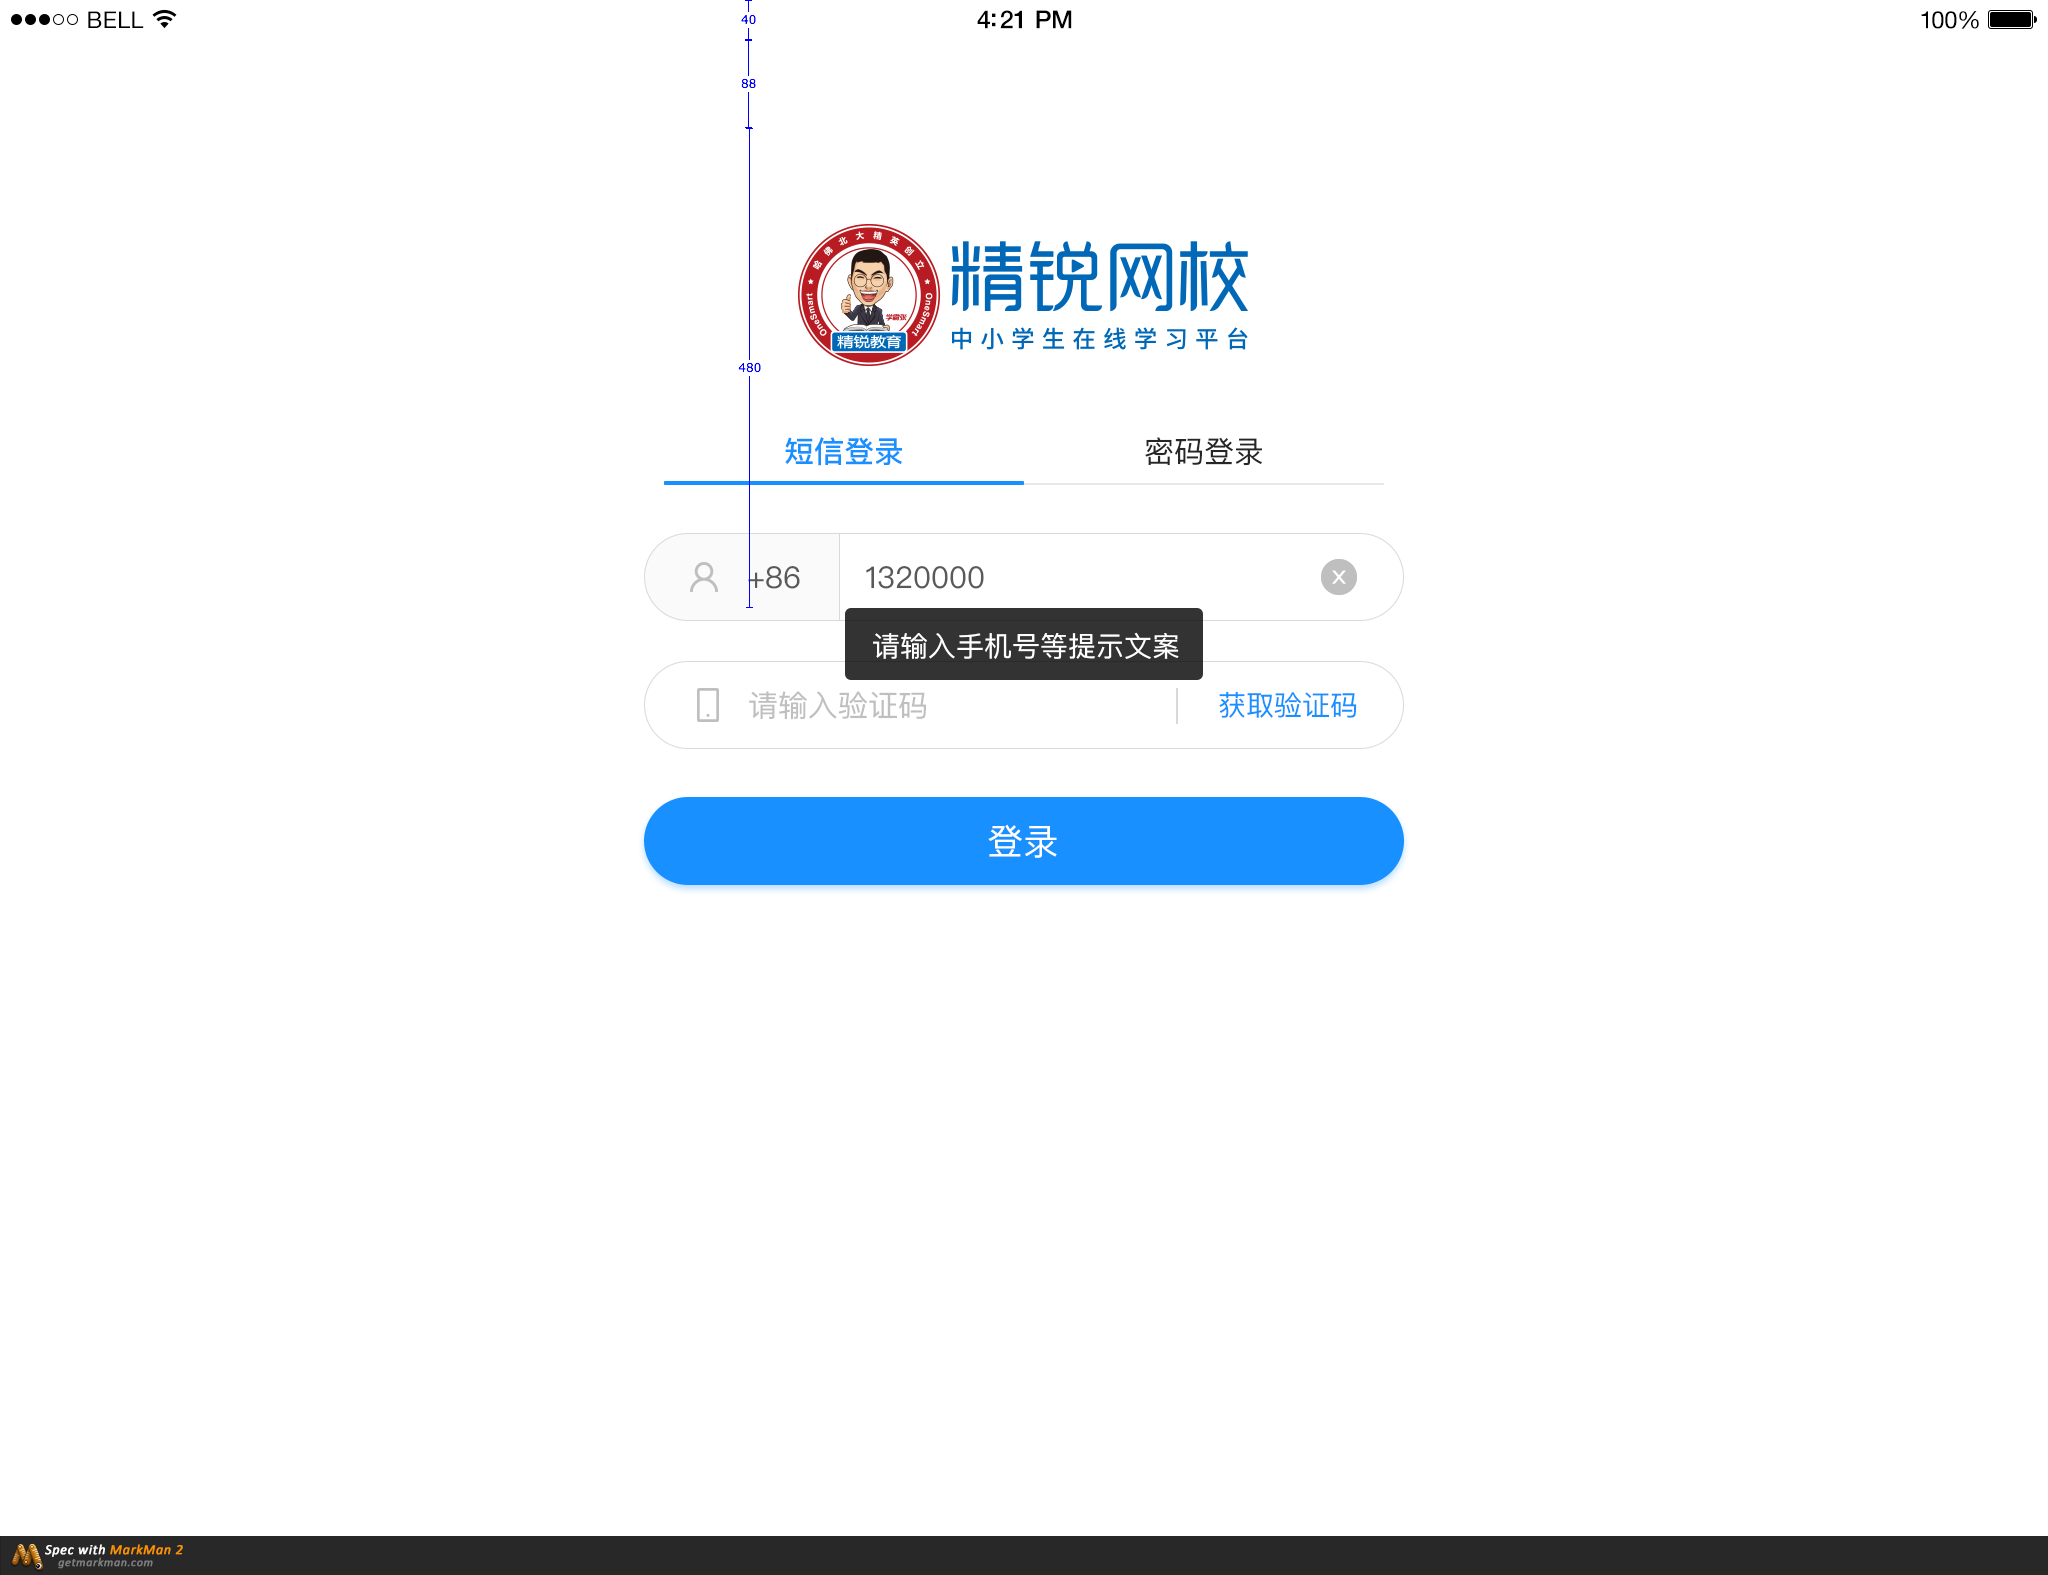 BELL
40
4:21 PM
100%
88
哈佛北大精英创立
OneSmart
OneSmart
学霸张
精锐教育
精锐网校
中小学生在线学习平台
480
短信登录
密码登录
+86
1320000
x
请输入手机号等提示文案
请输入验证码
获取验证码
登录
Spec with MarkMan 2
getmarkman.com